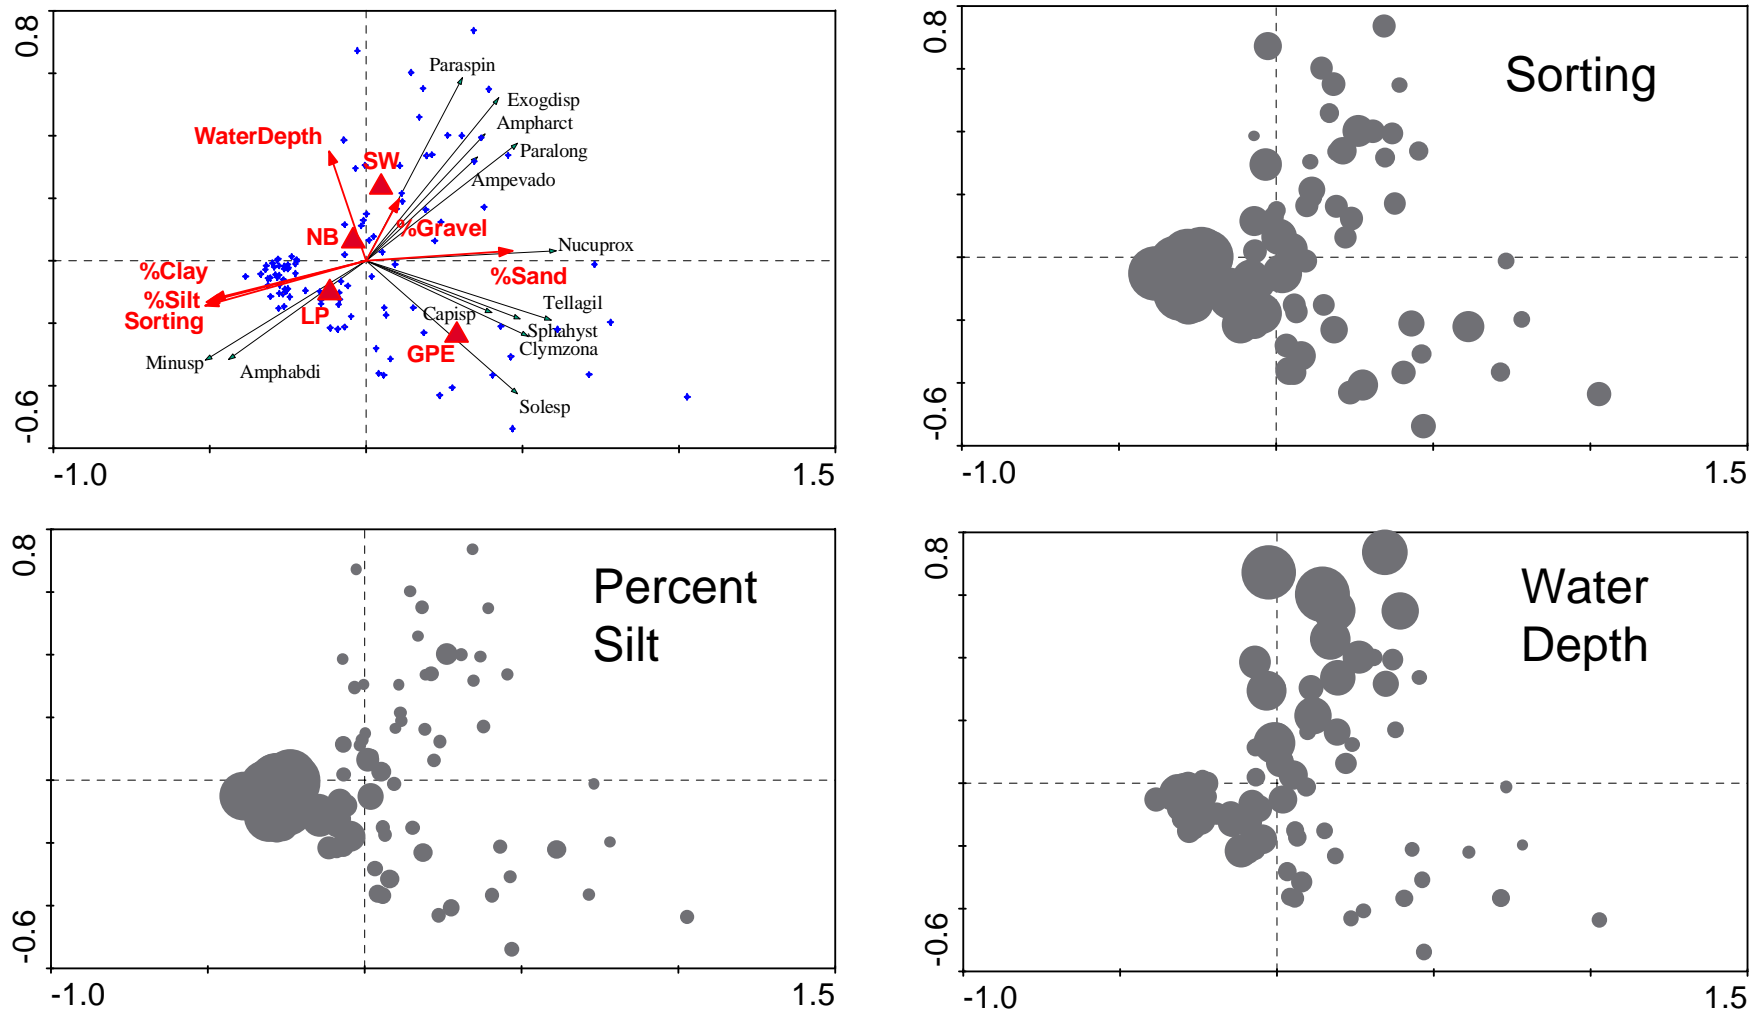 0.8
-0.6
-1.0
1.5
Paraspin
Exogdisp
WaterDepth
Ampharct
SW
Paralong
Ampevado
%Gravel
NB
Nucuprox
%Clay
%Sand
%Silt
Tellagil
Sorting
LP
Capisp
Sphahyst
GPE
Clymzona
Minusp
Amphabdi
Solesp
0.8
-0.6
-1.0
1.5
Sorting
0.8
-0.6
-1.0
1.5
Percent
Silt
0.8
-0.6
-1.0
1.5
Water
Depth